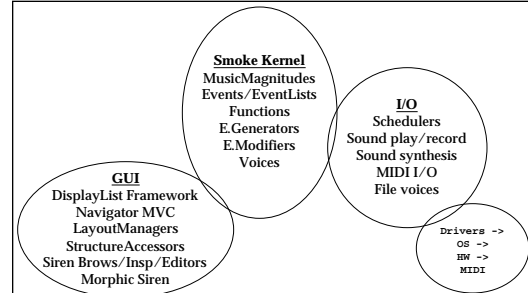 Smoke Kernel
MusicMagnitudes
Events/EventLists
Functions
E.Generators
E.Modifiers
Voices
I/O
Schedulers
Sound play/record
Sound synthesis
MIDI I/O
File voices
GUI
DisplayList Framework
Navigator MVC
LayoutManagers
StructureAccessors
Siren Brows/Insp/Editors
Morphic Siren
Drivers ->
OS ->
HW ->
MIDI